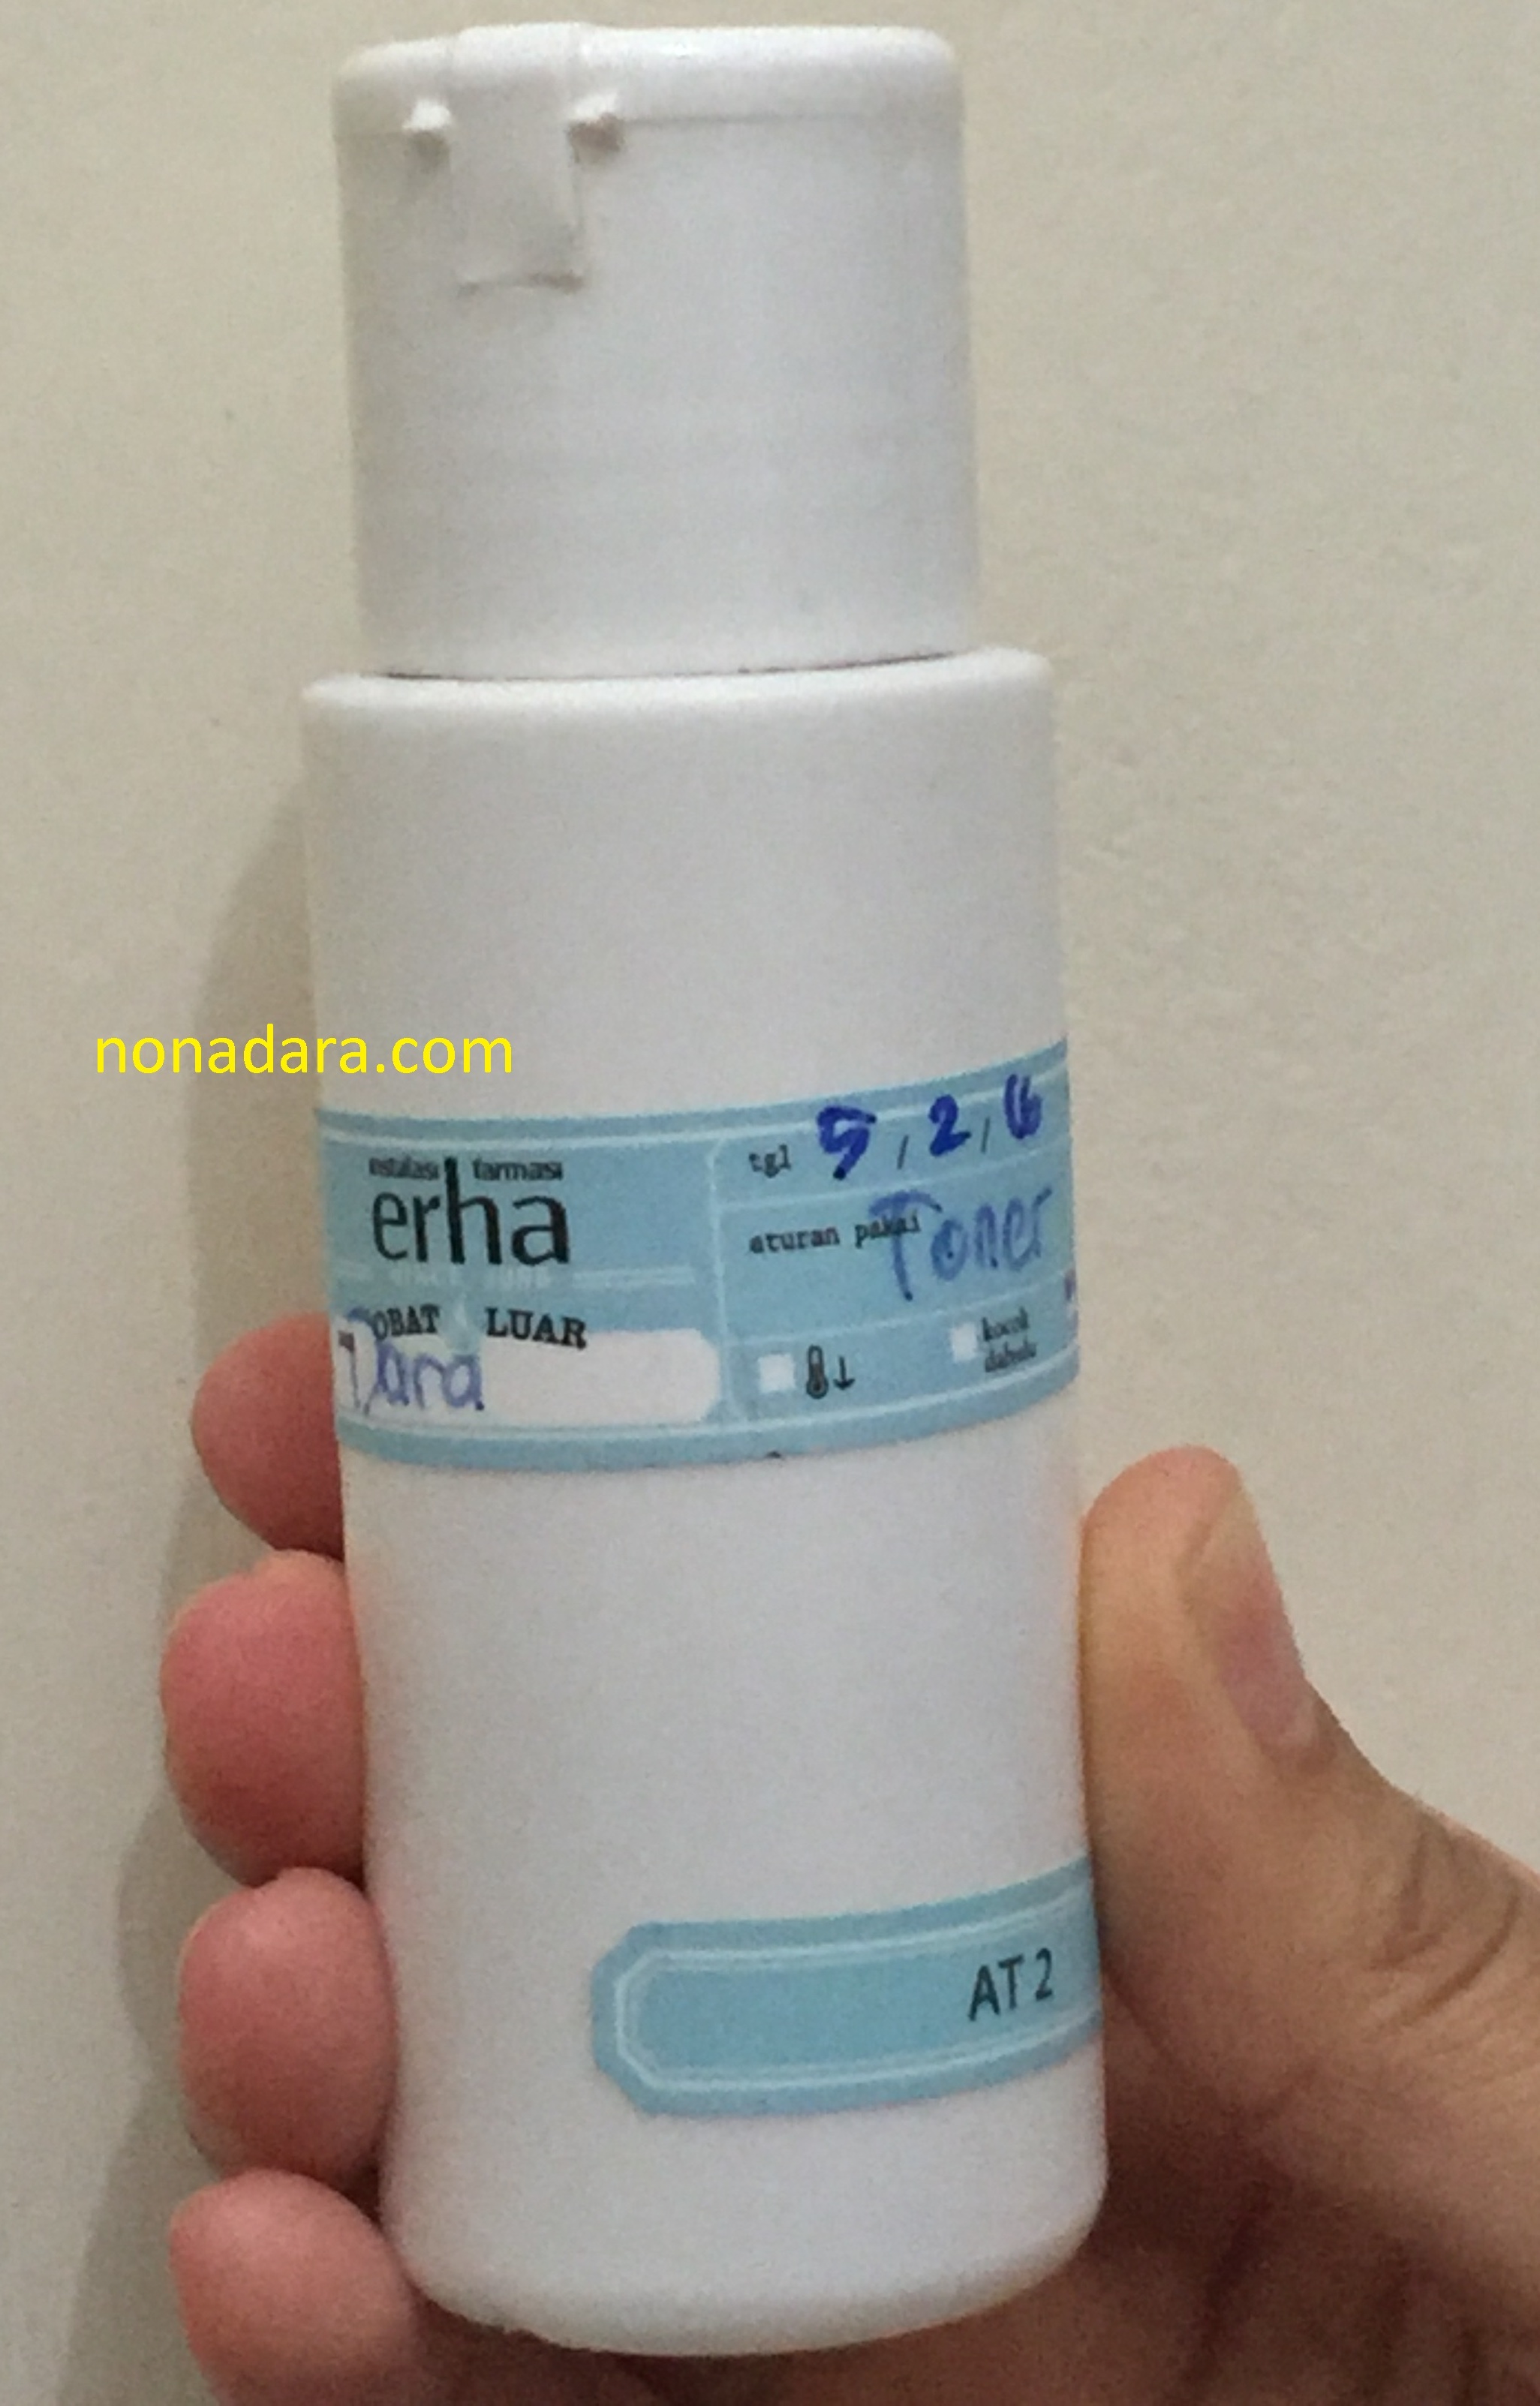 nonadara.com
instalasi farmasi
erha
OBAT LUAR
Dara
tgl 5, 2, 16
aturan pakai Toner
kocok
dahulu
AT 2